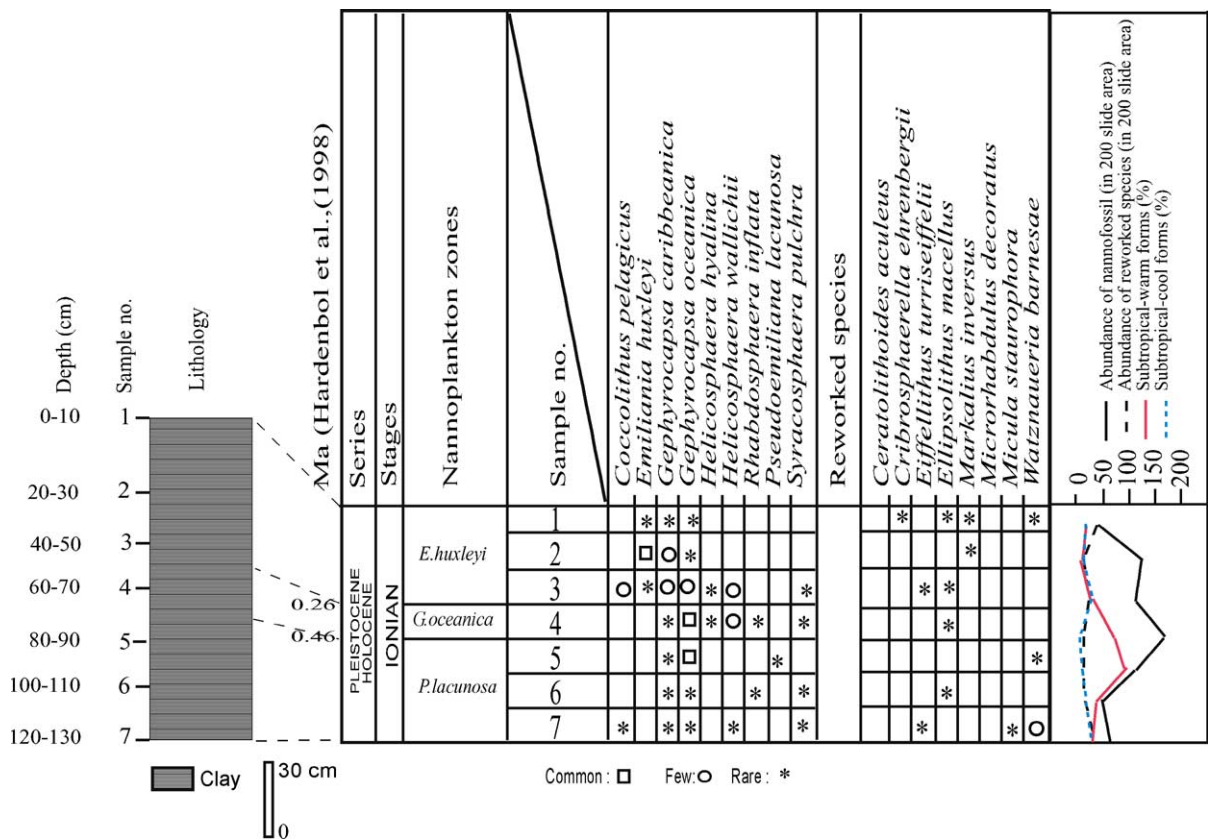 Depth (cm)
Sample no.
Lithology
0-10
20-30
40-50
60-70
80-90
100-110
120-130
1
2
3
4
5
6
7
Clay
30 cm
0
Ma (Hardenbol et al.,(1998)
0.26
0.46
Series
Stages
Nannoplankton zones
Sample no.
Coccolithus pelagicus
Emiliania huxleyi
Gephyrocapsa caribbeanica
Gephyrocapsa oceanica
Helicosphaera hyalina
Helicosphaera wallichii
Rhabdosphaera inflata
Pseudoemiliana lacunosa
Syracosphaera pulchra
Reworked species
Ceratolithoides aculeus
Cribrosphaerella ehrenbergii
Eiffellithus turriseiffelii
Ellipsolithus macellus
Markalius inversus
Microrhabdulus decoratus
Micula staurophora
Watznaueria barnesae
Abundance of nannofossil (in 200 slide area)
Abundance of reworked species (in 200 slide area)
Subtropical-warm forms (%)
Subtropical-cool forms (%)
0
50
100
150
200
PLEISTOCENE
HOLOCENE
IONIAN
E.huxleyi
G.oceanica
P.lacunosa
1 * * * * * * *
2 * *
3 * * * * * *
4 * * * * *
5 * * *
6 * * * * *
7 * * * * * * *
Common :
Few:
Rare : *